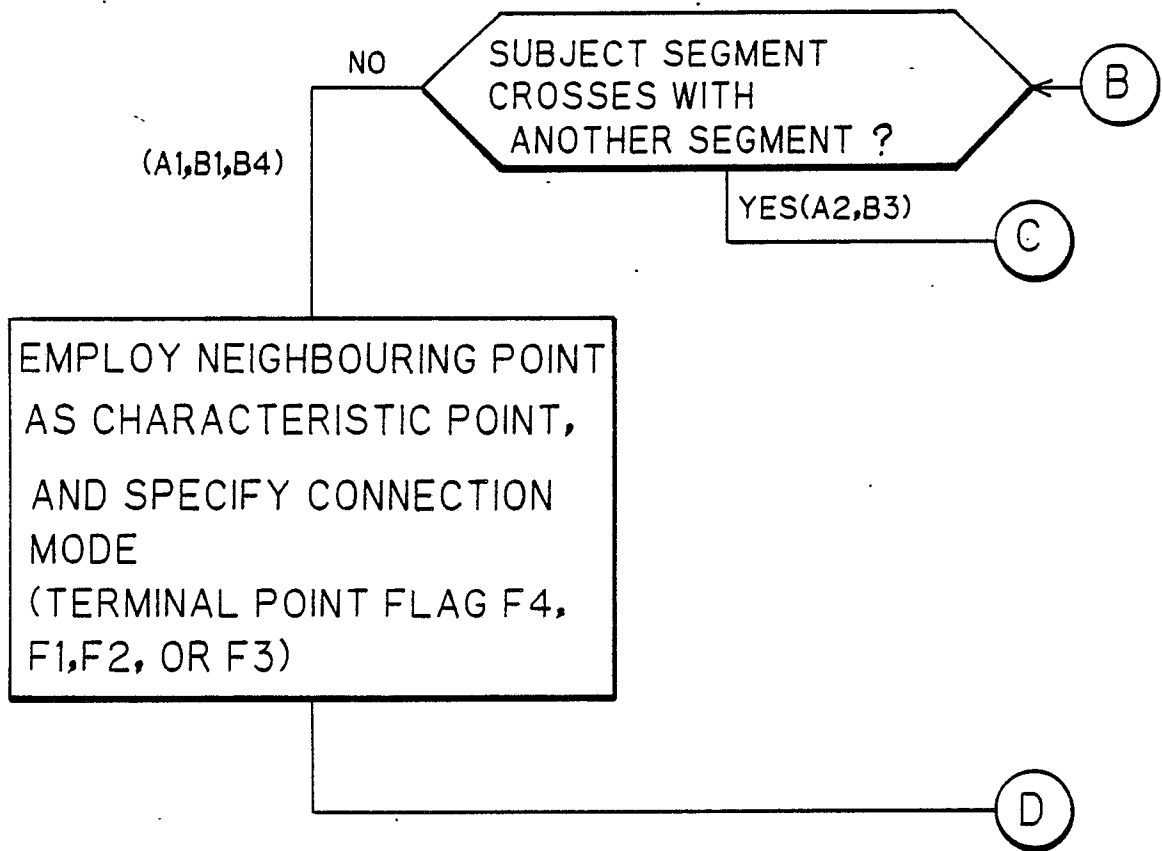 SUBJECT SEGMENT
CROSSES WITH
ANOTHER SEGMENT ?
B
NO
(A1,B1,B4)
YES(A2,B3)
C
EMPLOY NEIGHBOURING POINT
AS CHARACTERISTIC POINT,
AND SPECIFY CONNECTION
MODE
(TERMINAL POINT FLAG F4,
F1,F2, OR F3)
D